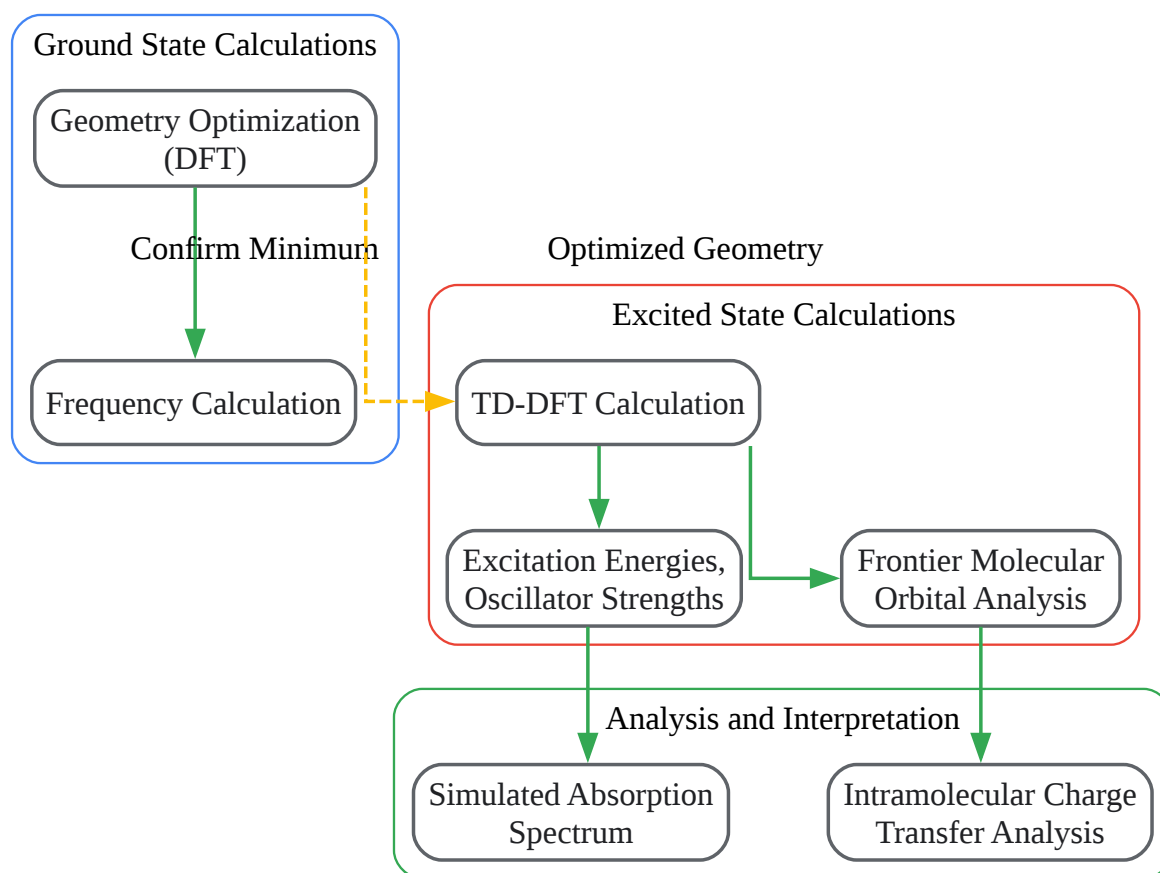 Ground State Calculations
Geometry Optimization
(DFT)
Confirm Minimum
Optimized Geometry
Frequency Calculation
Excited State Calculations
TD-DFT Calculation
Excitation Energies,
Oscillator Strengths
Frontier Molecular
Orbital Analysis
Analysis and Interpretation
Simulated Absorption
Spectrum
Intramolecular Charge
Transfer Analysis